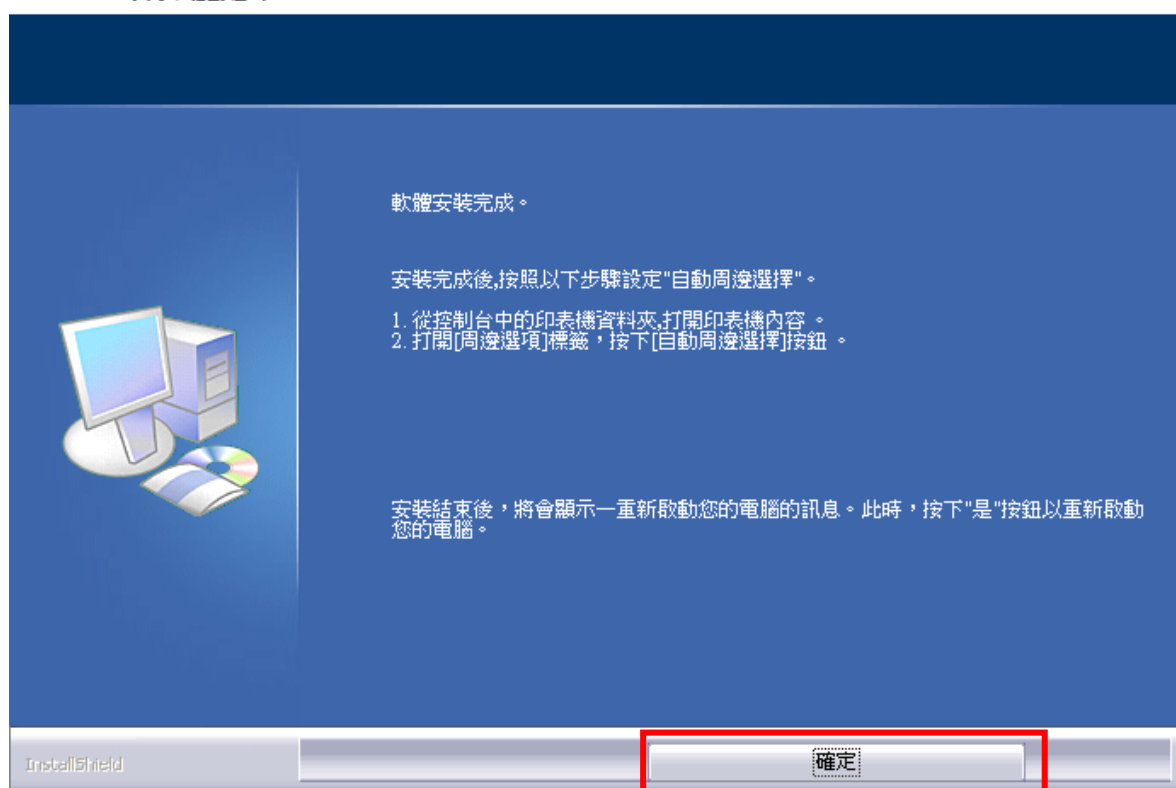 軟體安裝完成。
安裝完成後,按照以下步驟設定"自動周邊選擇"。
1. 從控制台中的印表機資料夾,打開印表機內容 。
2. 打開[周邊選項]標籤，按下[自動周邊選擇]按鈕 。
安裝結束後，將會顯示一重新啟動您的電腦的訊息。此時，按下"是"按鈕以重新啟動
您的電腦。
InstallShield
確定